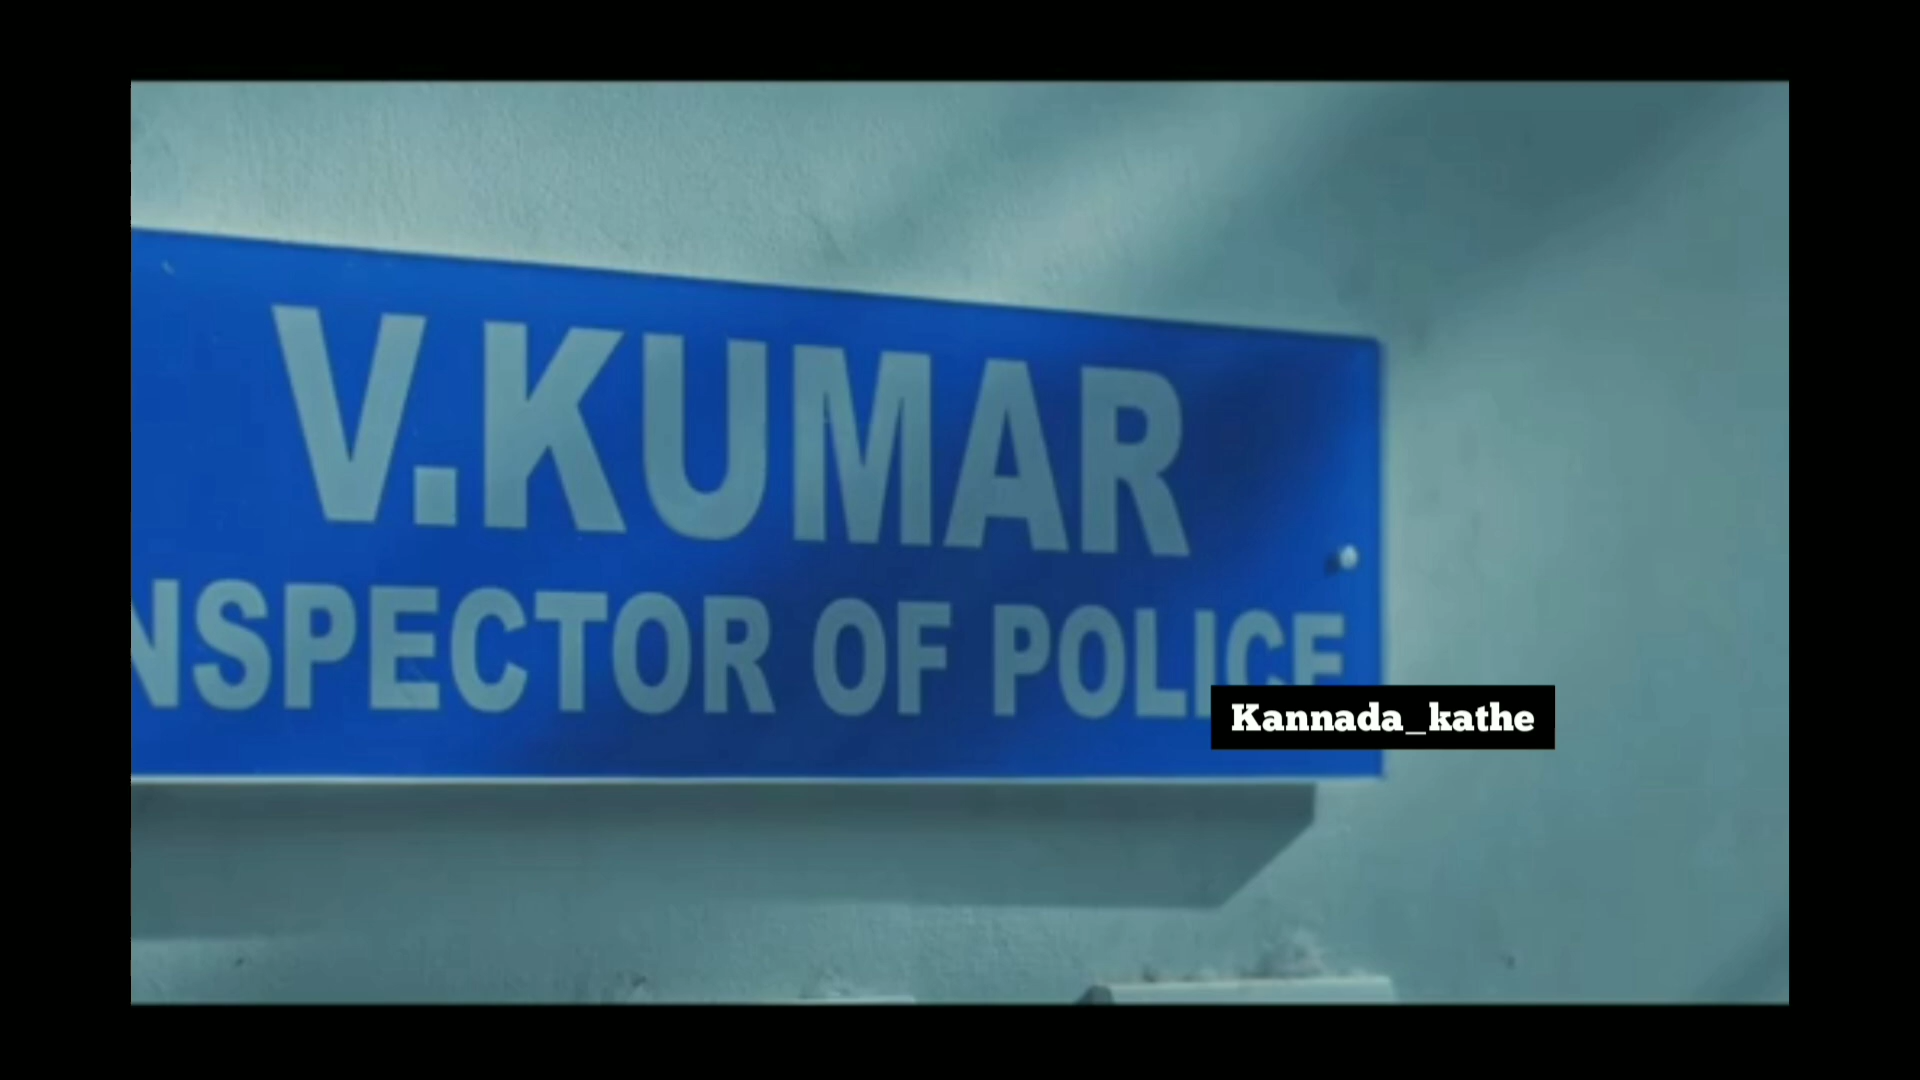 V.KUMAR
NSPECTOR OF POLICE
Kannada_kathe